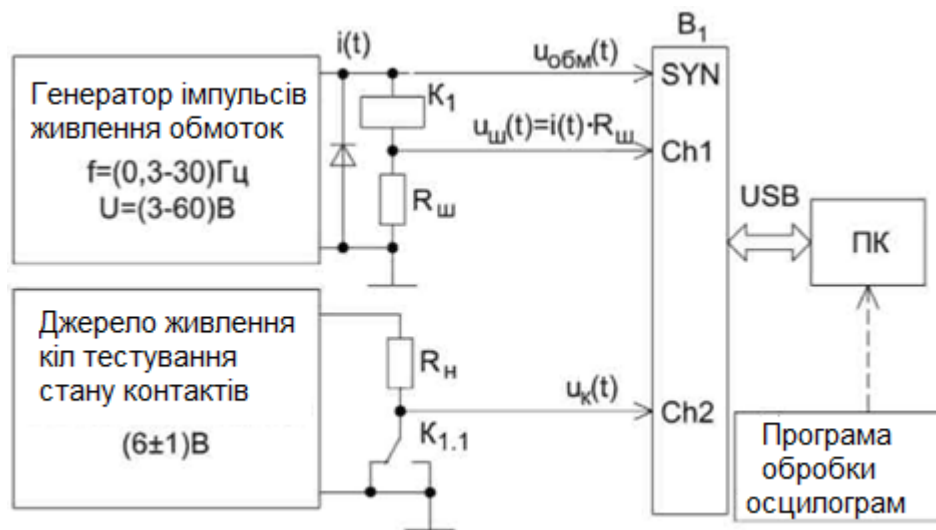 Генератор імпульсів
живлення обмоток
f=(0,3-30)Гц
U=(3-60)В
i(t)
K₁
Rш
uобм(t)
uш(t)=i(t)·Rш
B₁
SYN
Ch1
Ch2
USB
ПК
Джерело живлення
кіл тестування
стану контактів
(6±1)В
Rн
K₁.₁
uк(t)
Програма
обробки
осцилограм